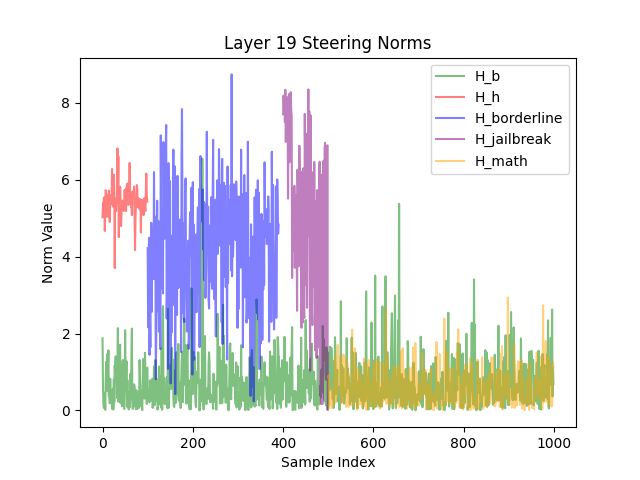 Layer 19 Steering Norms
H_b
H_h
H_borderline
H_jailbreak
H_math
8
6
4
2
0
Norm Value
0 200 400 600 800 1000
Sample Index